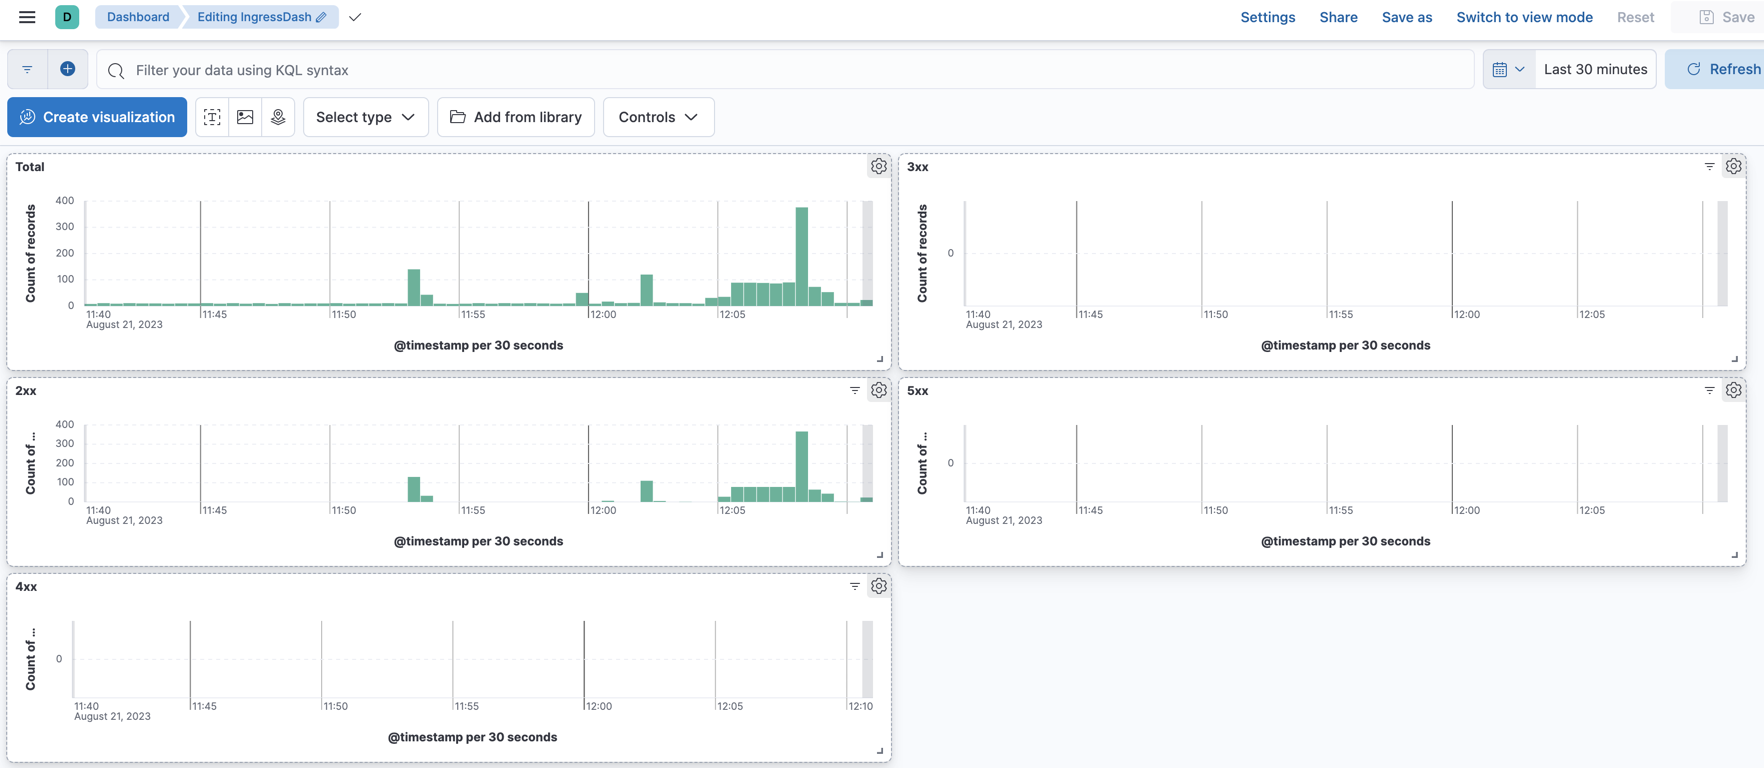 D Dashboard Editing IngressDash Settings Share Save as Switch to view mode Reset Save
Filter your data using KQL syntax Last 30 minutes Refresh
Create visualization Select type Add from library Controls
Total
Count of records
400
300
200
100
0
11:40 11:45 11:50 11:55 12:00 12:05
August 21, 2023
@timestamp per 30 seconds
3xx
Count of records
0
11:40 11:45 11:50 11:55 12:00 12:05
August 21, 2023
@timestamp per 30 seconds
2xx
Count of ...
400
300
200
100
0
11:40 11:45 11:50 11:55 12:00 12:05
August 21, 2023
@timestamp per 30 seconds
5xx
Count of ...
0
11:40 11:45 11:50 11:55 12:00 12:05
August 21, 2023
@timestamp per 30 seconds
4xx
Count of ...
0
11:40 11:45 11:50 11:55 12:00 12:05 12:10
August 21, 2023
@timestamp per 30 seconds